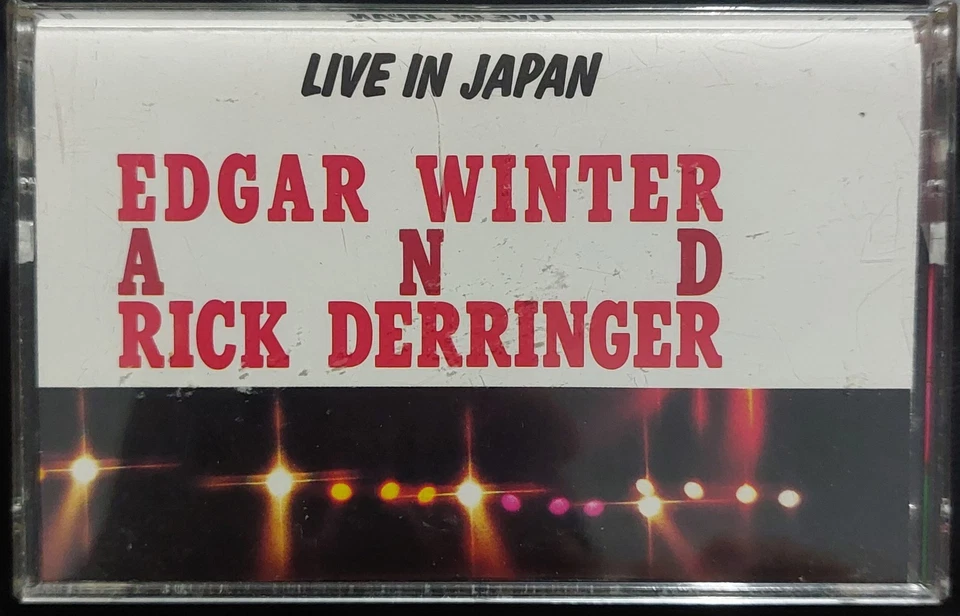 LIVE IN JAPAN
EDGAR WINTER
A N D
RICK DERRINGER